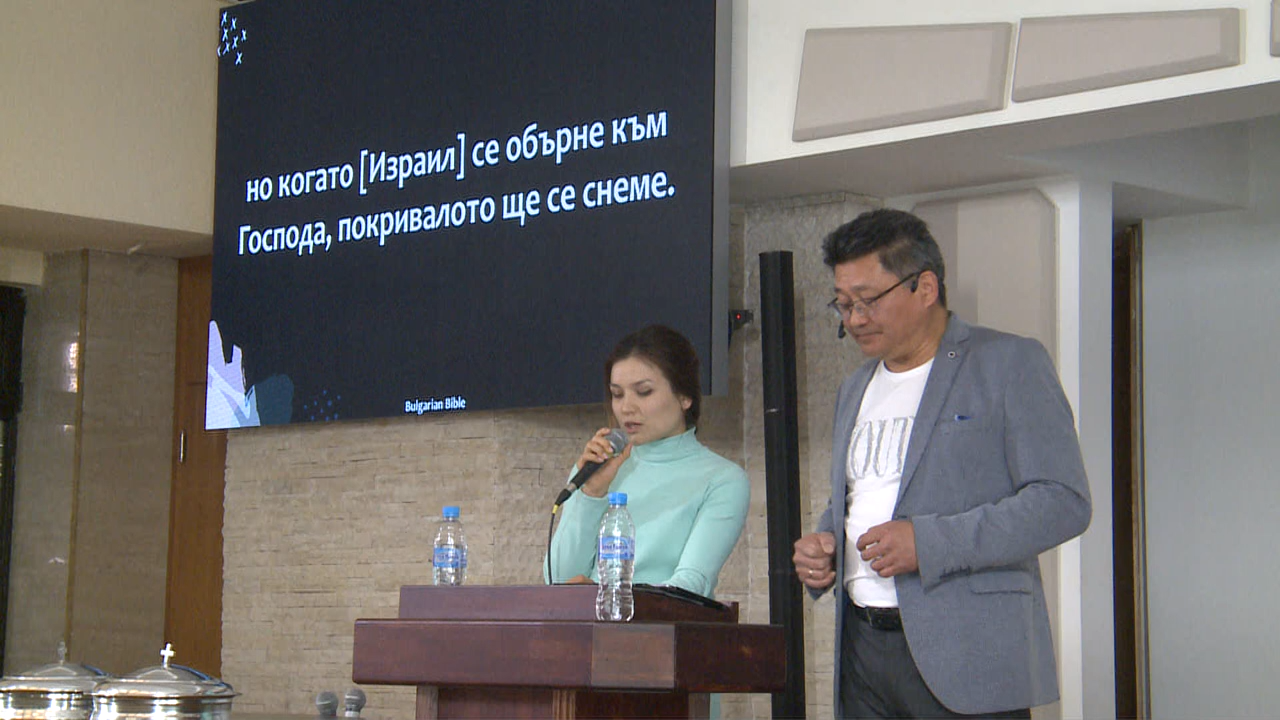 но когато [Израил] се обърне към
Господа, покривалото ще се снеме.
Bulgarian Bible